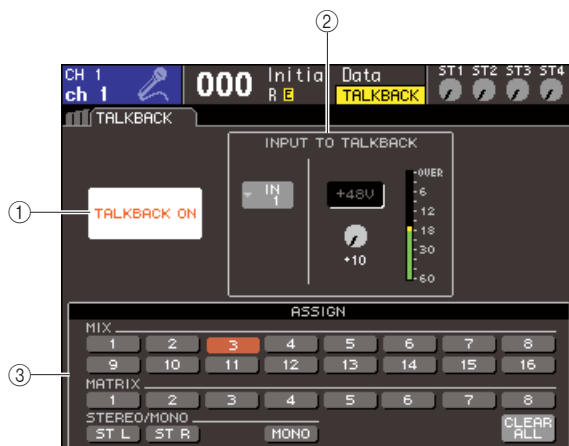 ②
CH 1
ch 1
000
Initia
R E
Data
TALKBACK
ST1 ST2 ST3 ST4
TALKBACK
INPUT TO TALKBACK
①
TALKBACK ON
IN
1
+48V
+10
OVER
6
12
18
30
60
③
ASSIGN
MIX
1 2 3 4 5 6 7 8
9 10 11 12 13 14 15 16
MATRIX
1 2 3 4 5 6 7 8
STEREO/MONO
ST L ST R MONO
CLEAR
ALL